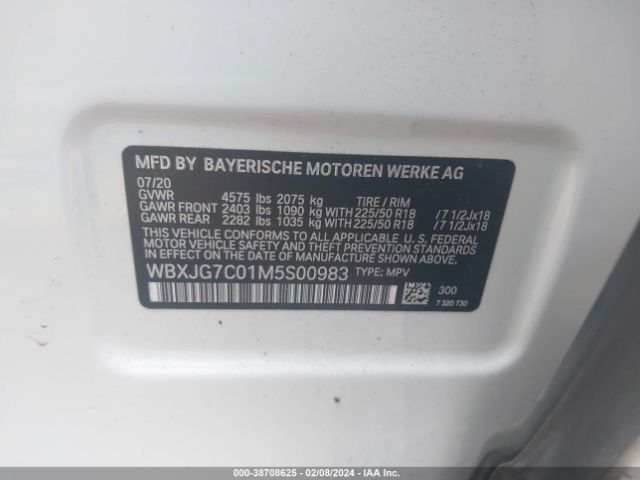 MFD BY BAYERISCHE MOTOREN WERKE AG
07/20
GVWR 4575 lbs 2075 kg TIRE / RIM
GAWR FRONT 2403 lbs 1090 kg WITH 225/50 R18 /7 1/2Jx18
GAWR REAR 2282 lbs 1035 kg WITH 225/50 R18 /7 1/2Jx18
THIS VEHICLE CONFORMS TO ALL APPLICABLE U.S. FEDERAL
MOTOR VEHICLE SAFETY AND THEFT PREVENTION STANDARDS
IN EFFECT ON THE DATE OF MANUFACTURE SHOWN ABOVE.
WBXJG7C01M5S00983 TYPE: MPV
300
7 320 730
000-38708625 - 02/08/2024 - IAA Inc.